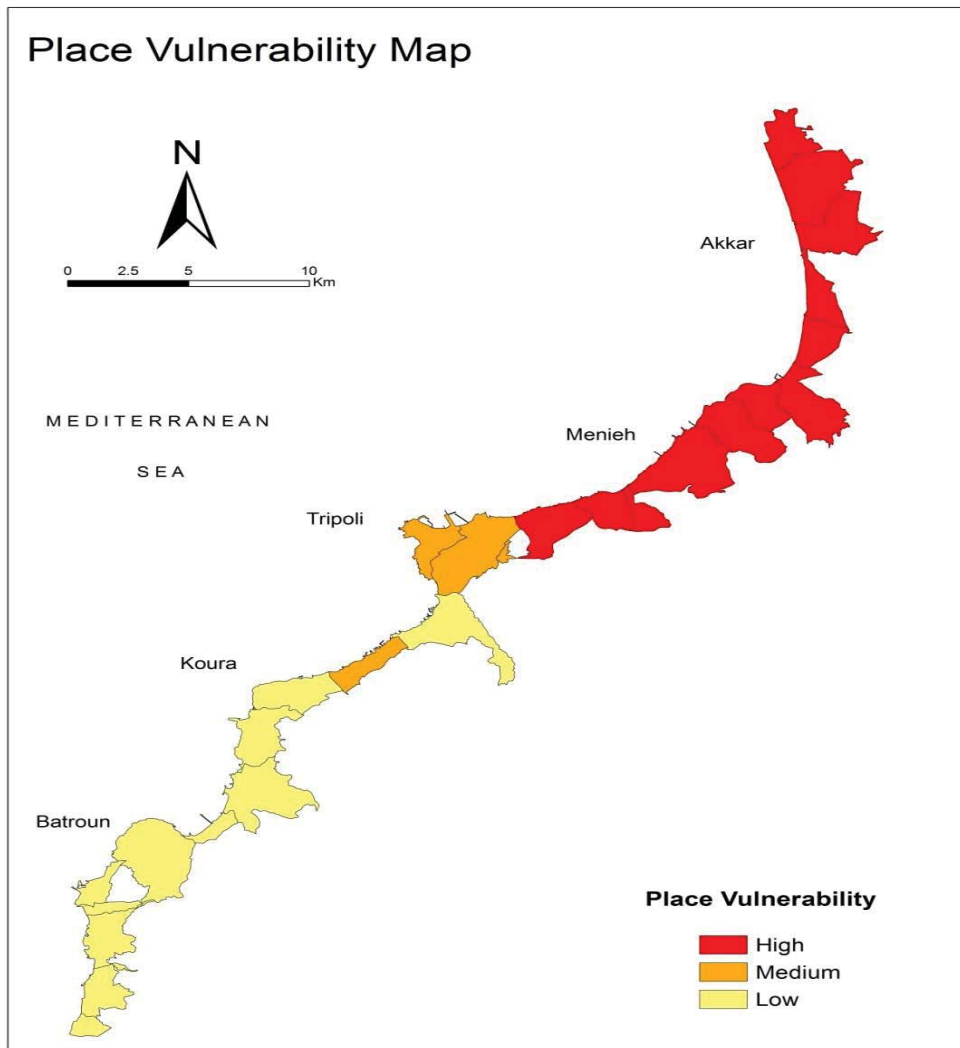 Place Vulnerability Map
N
0 2.5 5 10
Km
Akkar
MEDITERRANEAN
SEA
Menieh
Tripoli
Koura
Batroun
Place Vulnerability
High
Medium
Low